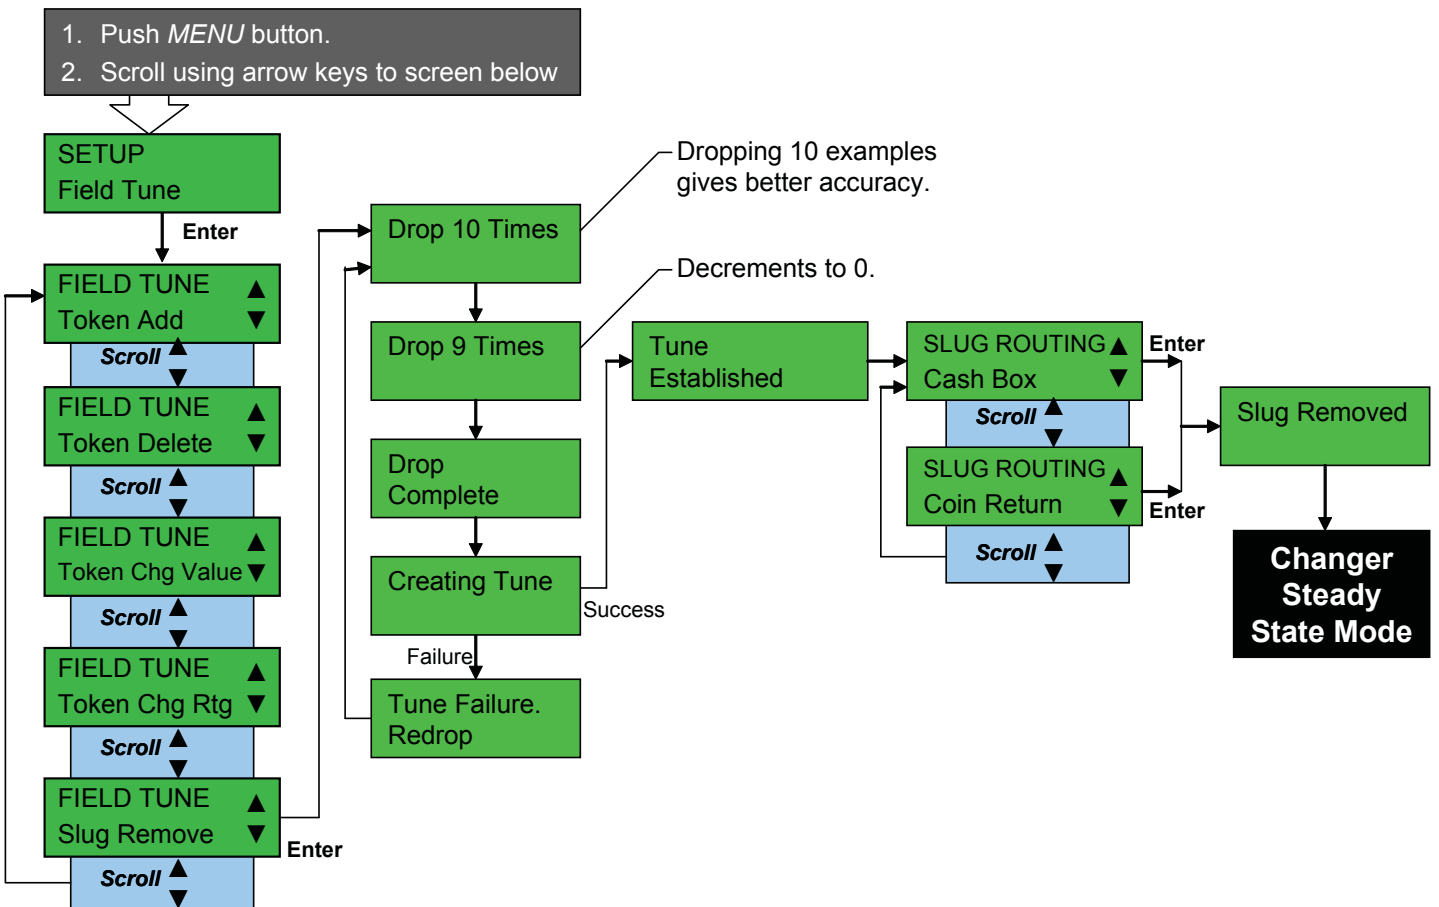 1. Push MENU button.
2. Scroll using arrow keys to screen below
SETUP
Field Tune
Enter
FIELD TUNE ▲
Token Add ▼
Scroll ▲
▼
FIELD TUNE ▲
Token Delete ▼
Scroll ▲
▼
FIELD TUNE ▲
Token Chg Value ▼
Scroll ▲
▼
FIELD TUNE ▲
Token Chg Rtg ▼
Scroll ▲
▼
FIELD TUNE ▲
Slug Remove ▼
Enter
Scroll ▲
▼
Drop 10 Times
Dropping 10 examples
gives better accuracy.
Drop 9 Times
Decrements to 0.
Drop
Complete
Creating Tune
Success
Failure
Tune Failure.
Redrop
Tune
Established
SLUG ROUTING ▲
Cash Box ▼
Enter
Scroll ▲
▼
SLUG ROUTING ▲
Coin Return ▼
Enter
Scroll ▲
▼
Slug Removed
Changer
Steady
State Mode